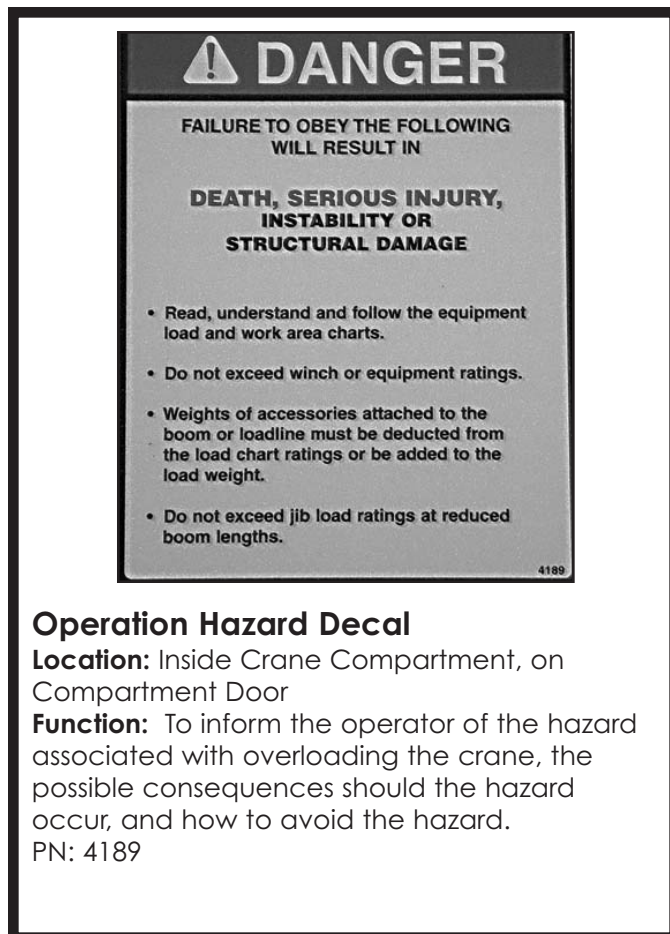 DANGER
FAILURE TO OBEY THE FOLLOWING
WILL RESULT IN
DEATH, SERIOUS INJURY,
INSTABILITY OR
STRUCTURAL DAMAGE
• Read, understand and follow the equipment
load and work area charts.
• Do not exceed winch or equipment ratings.
• Weights of accessories attached to the
boom or loadline must be deducted from
the load chart ratings or be added to the
load weight.
• Do not exceed jib load ratings at reduced
boom lengths.
4189
Operation Hazard Decal
Location: Inside Crane Compartment, on
Compartment Door
Function: To inform the operator of the hazard
associated with overloading the crane, the
possible consequences should the hazard
occur, and how to avoid the hazard.
PN: 4189